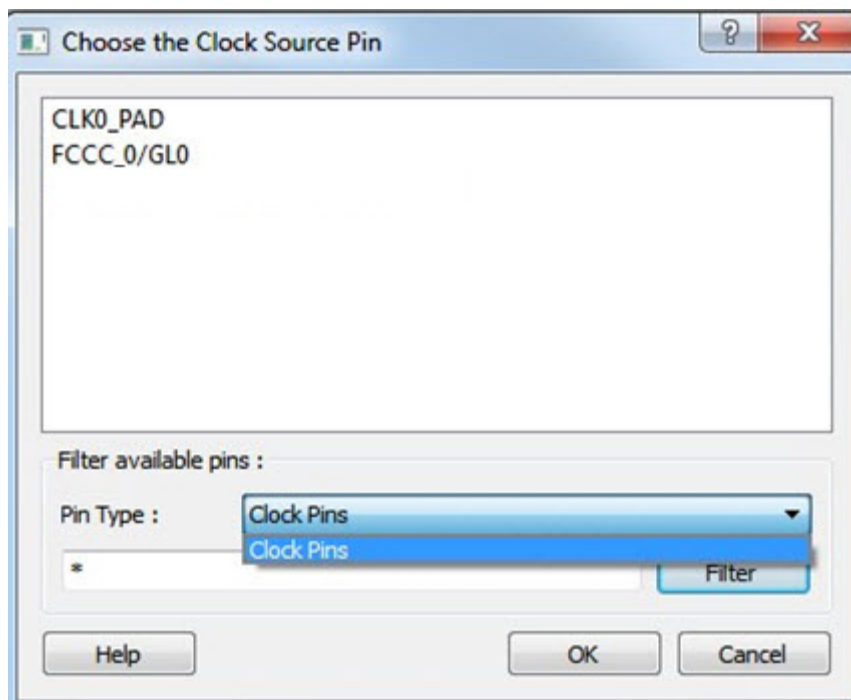 Choose the Clock Source Pin
CLK0_PAD
FCCC_0/GL0
Filter available pins :
Pin Type : Clock Pins
Clock Pins
* Filter
Help OK Cancel